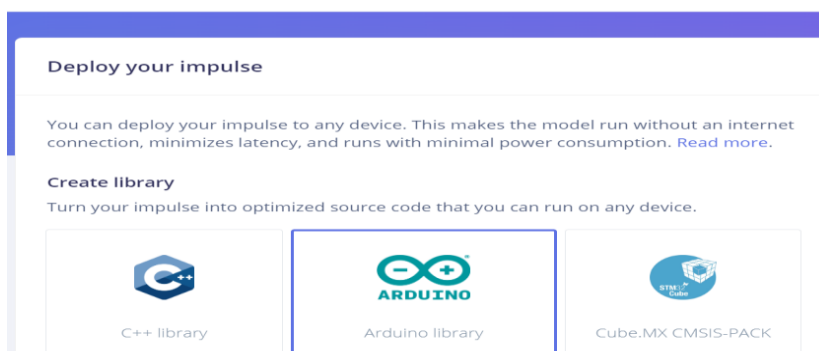 Deploy your impulse
You can deploy your impulse to any device. This makes the model run without an internet
connection, minimizes latency, and runs with minimal power consumption. Read more.
Create library
Turn your impulse into optimized source code that you can run on any device.
C++
ARDUINO
STM32
Cube
C++ library
Arduino library
Cube.MX CMSIS-PACK